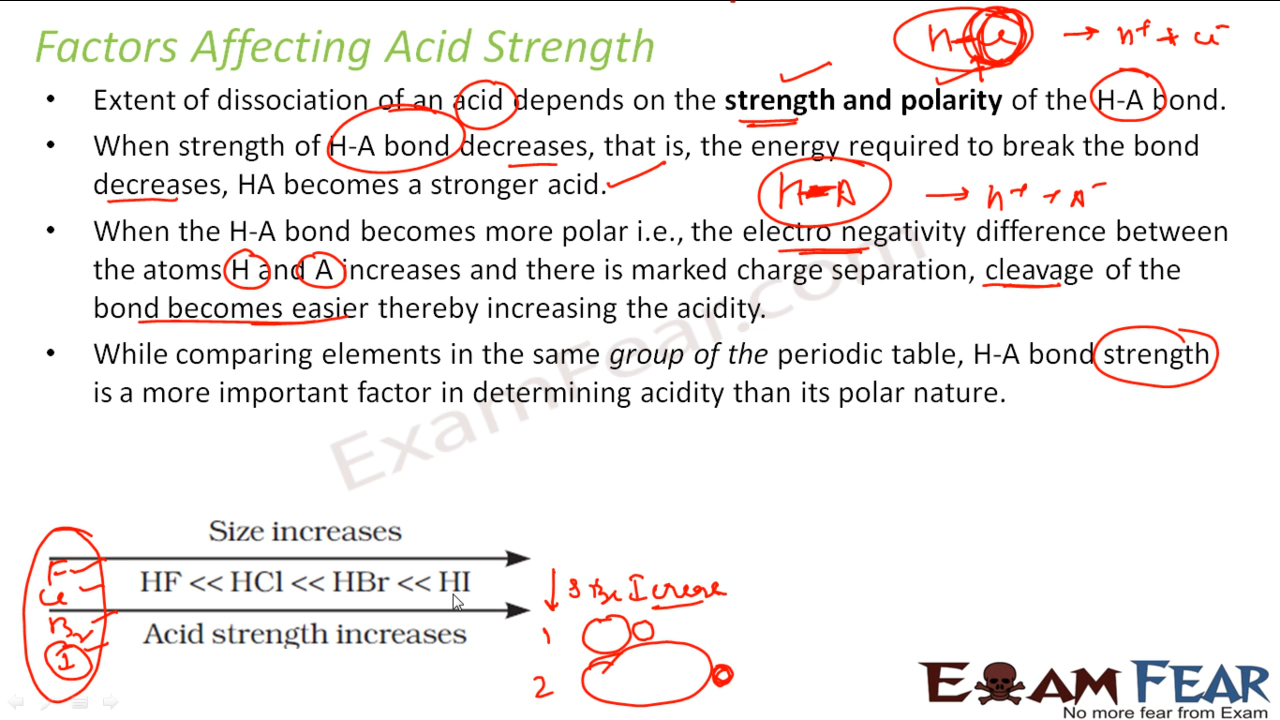 Factors Affecting Acid Strength
H-Cl → H⁺ + Cl⁻
• Extent of dissociation of an acid depends on the strength and polarity of the H-A bond.
• When strength of H-A bond decreases, that is, the energy required to break the bond
decreases, HA becomes a stronger acid.
H-A → H⁺ + A⁻
• When the H-A bond becomes more polar i.e., the electro negativity difference between
the atoms H and A increases and there is marked charge separation, cleavage of the
bond becomes easier thereby increasing the acidity.
• While comparing elements in the same group of the periodic table, H-A bond strength
is a more important factor in determining acidity than its polar nature.
ExamFear.com
Size increases
HF << HCl << HBr << HI
Acid strength increases
F
Cl
Br
I
↓ Size Increase
1
2
EXAM FEAR
No more fear from Exam